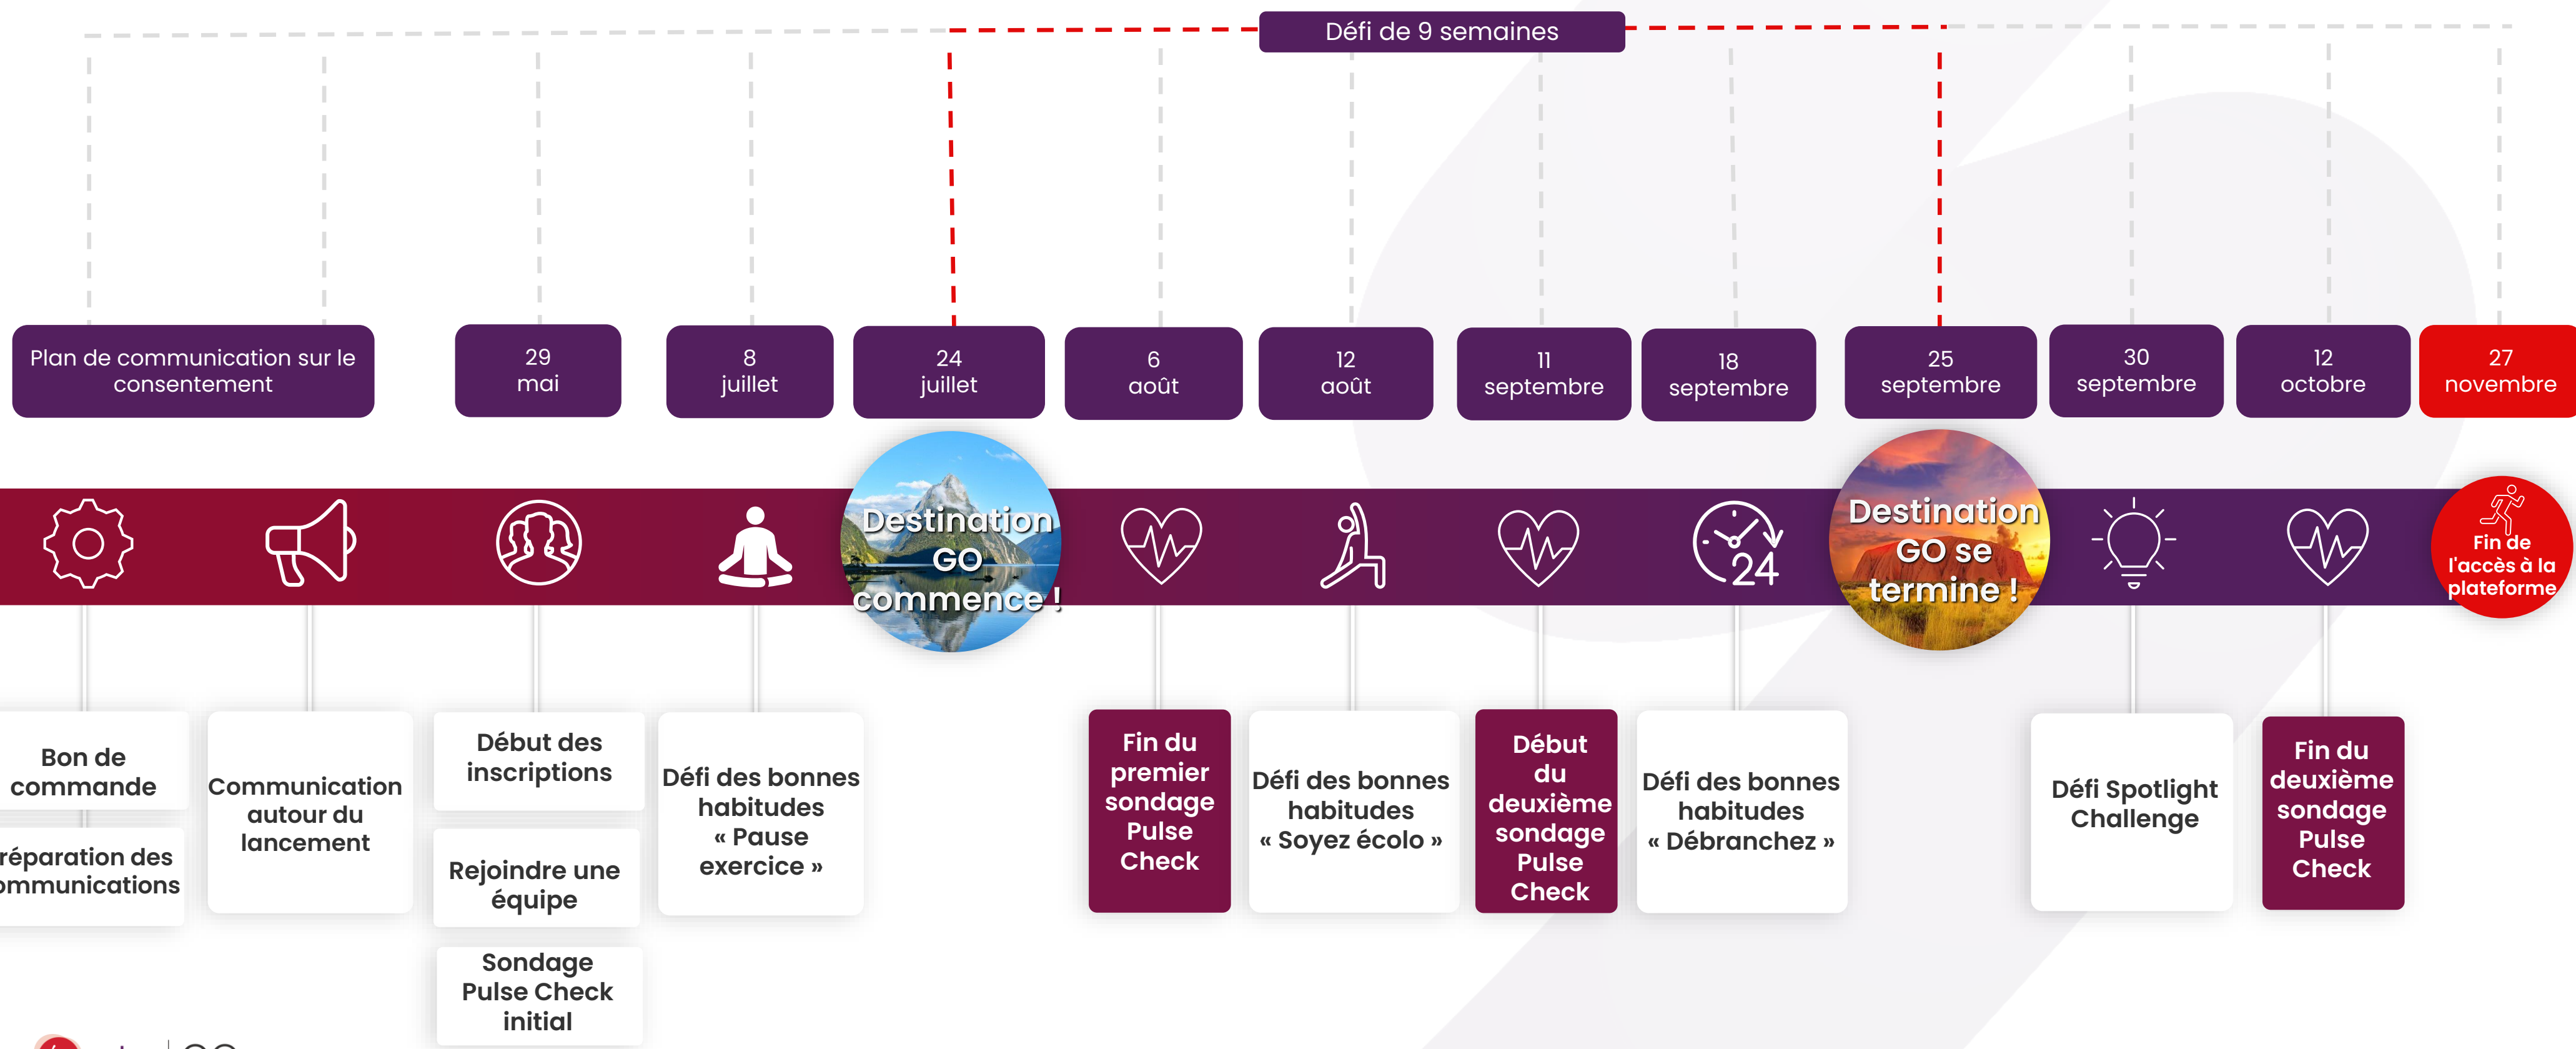 Défi de 9 semaines
Plan de communication sur le
consentement
29
mai
8
juillet
24
juillet
6
août
12
août
11
septembre
18
septembre
25
septembre
30
septembre
12
octobre
27
novembre
Destination
GO
commence !
24
Destination
GO se
termine !
Fin de
l'accès à la
plateforme
Bon de
commande
réparation des
ommunications
Communication
autour du
lancement
Début des
inscriptions
Rejoindre une
équipe
Sondage
Pulse Check
initial
Défi des bonnes
habitudes
« Pause
exercice »
Fin du
premier
sondage
Pulse
Check
Défi des bonnes
habitudes
« Soyez écolo »
Début
du
deuxième
sondage
Pulse
Check
Défi des bonnes
habitudes
« Débranchez »
Défi Spotlight
Challenge
Fin du
deuxième
sondage
Pulse
Check